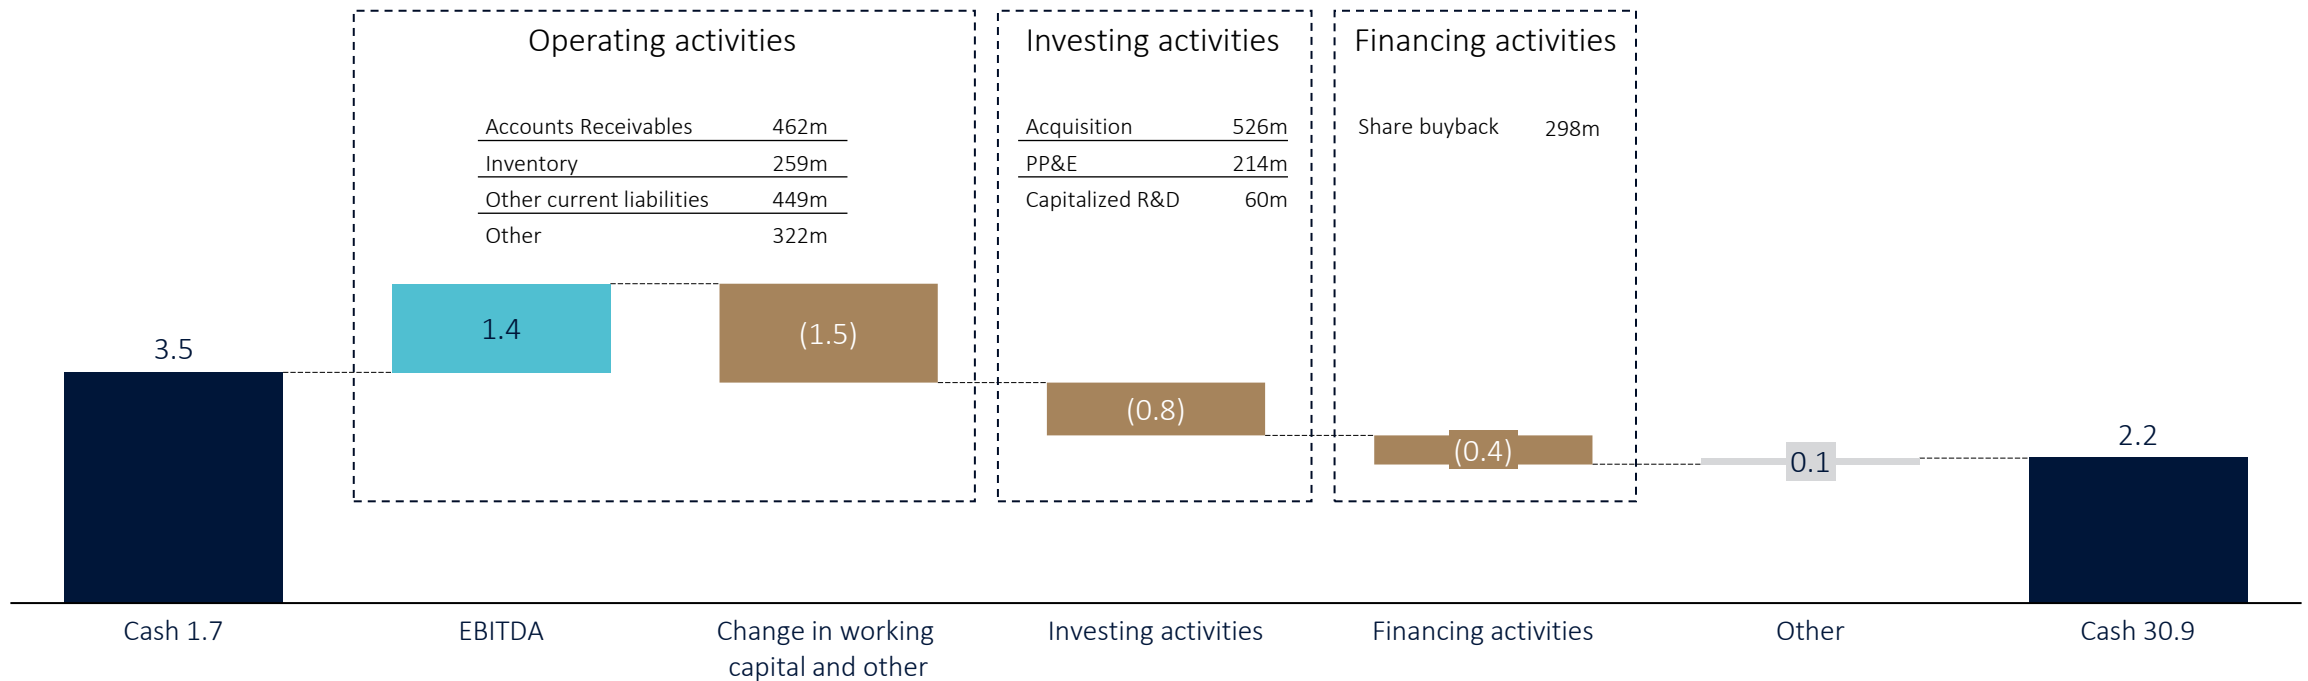 Operating activities
Accounts Receivables 462m
Inventory 259m
Other current liabilities 449m
Other 322m
Investing activities
Acquisition 526m
PP&E 214m
Capitalized R&D 60m
Financing activities
Share buyback 298m
3.5
1.4
(1.5)
(0.8)
(0.4)
0.1
2.2
Cash 1.7
EBITDA
Change in working
capital and other
Investing activities
Financing activities
Other
Cash 30.9